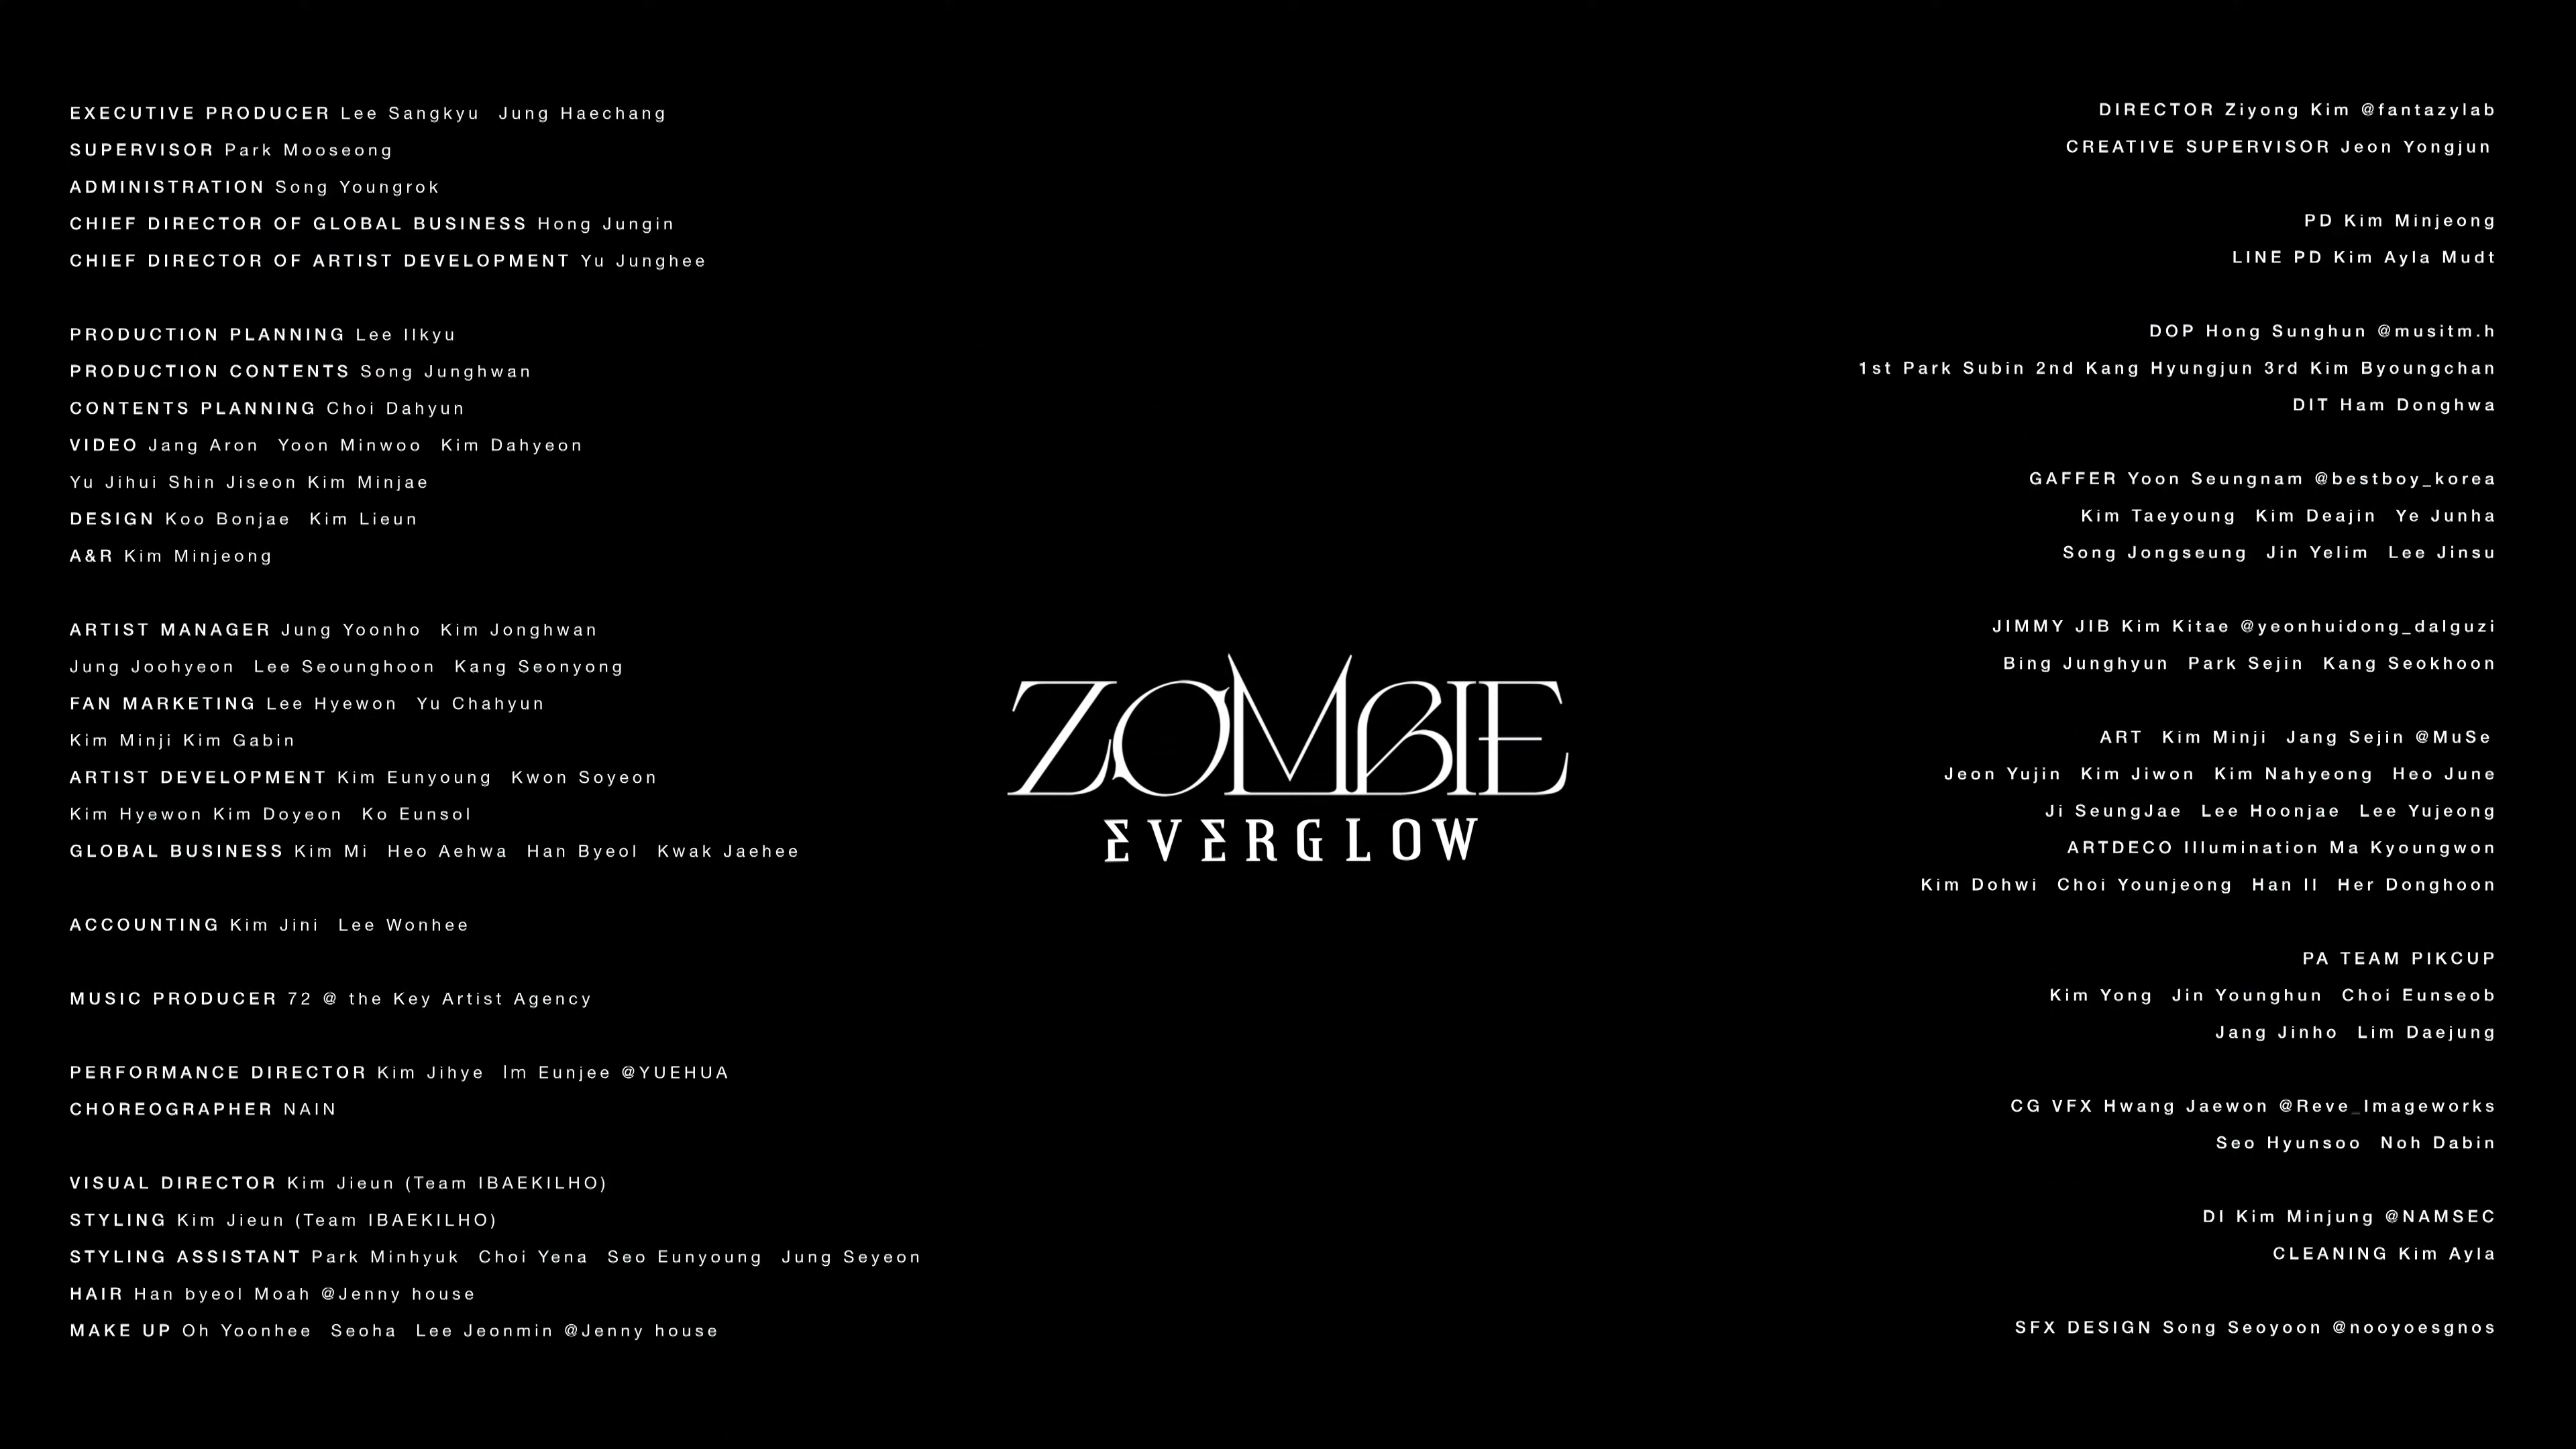 EXECUTIVE PRODUCER Lee Sangkyu Jung Haechang
SUPERVISOR Park Mooseong
ADMINISTRATION Song Youngrok
CHIEF DIRECTOR OF GLOBAL BUSINESS Hong Jungin
CHIEF DIRECTOR OF ARTIST DEVELOPMENT Yu Junghee
PRODUCTION PLANNING Lee Ilkyu
PRODUCTION CONTENTS Song Junghwan
CONTENTS PLANNING Choi Dahyun
VIDEO Jang Aron Yoon Minwoo Kim Dahyeon
Yu Jihui Shin Jiseon Kim Minjae
DESIGN Koo Bonjae Kim Lieun
A&R Kim Minjeong
ARTIST MANAGER Jung Yoonho Kim Jonghwan
Jung Joohyeon Lee Seounghoon Kang Seonyong
FAN MARKETING Lee Hyewon Yu Chahyun
Kim Minji Kim Gabin
ARTIST DEVELOPMENT Kim Eunyoung Kwon Soyeon
Kim Hyewon Kim Doyeon Ko Eunsol
GLOBAL BUSINESS Kim Mi Heo Aehwa Han Byeol Kwak Jaehee
ACCOUNTING Kim Jini Lee Wonhee
MUSIC PRODUCER 72 @ the Key Artist Agency
PERFORMANCE DIRECTOR Kim Jihye Im Eunjee @YUEHUA
CHOREOGRAPHER NAIN
VISUAL DIRECTOR Kim Jieun (Team IBAEKILHO)
STYLING Kim Jieun (Team IBAEKILHO)
STYLING ASSISTANT Park Minhyuk Choi Yena Seo Eunyoung Jung Seyeon
HAIR Han byeol Moah @Jenny house
MAKE UP Oh Yoonhee Seoha Lee Jeonmin @Jenny house
ZOMBIE
EVERGLOW
DIRECTOR Ziyong Kim @fantazylab
CREATIVE SUPERVISOR Jeon Yongjun
PD Kim Minjeong
LINE PD Kim Ayla Mudt
DOP Hong Sunghun @musitm.h
1st Park Subin 2nd Kang Hyungjun 3rd Kim Byoungchan
DIT Ham Donghwa
GAFFER Yoon Seungnam @bestboy_korea
Kim Taeyoung Kim Deajin Ye Junha
Song Jongseung Jin Yelim Lee Jinsu
JIMMY JIB Kim Kitae @yeonhuidong_dalguzi
Bing Junghyun Park Sejin Kang Seokhoon
ART Kim Minji Jang Sejin @MuSe
Jeon Yujin Kim Jiwon Kim Nahyeong Heo June
Ji SeungJae Lee Hoonjae Lee Yujeong
ARTDECO Illumination Ma Kyoungwon
Kim Dohwi Choi Younjeong Han Il Her Donghoon
PA TEAM PIKCUP
Kim Yong Jin Younghun Choi Eunseob
Jang Jinho Lim Daejung
CG VFX Hwang Jaewon @Reve_Imageworks
Seo Hyunsoo Noh Dabin
DI Kim Minjung @NAMSEC
CLEANING Kim Ayla
SFX DESIGN Song Seoyoon @nooyoesgnos